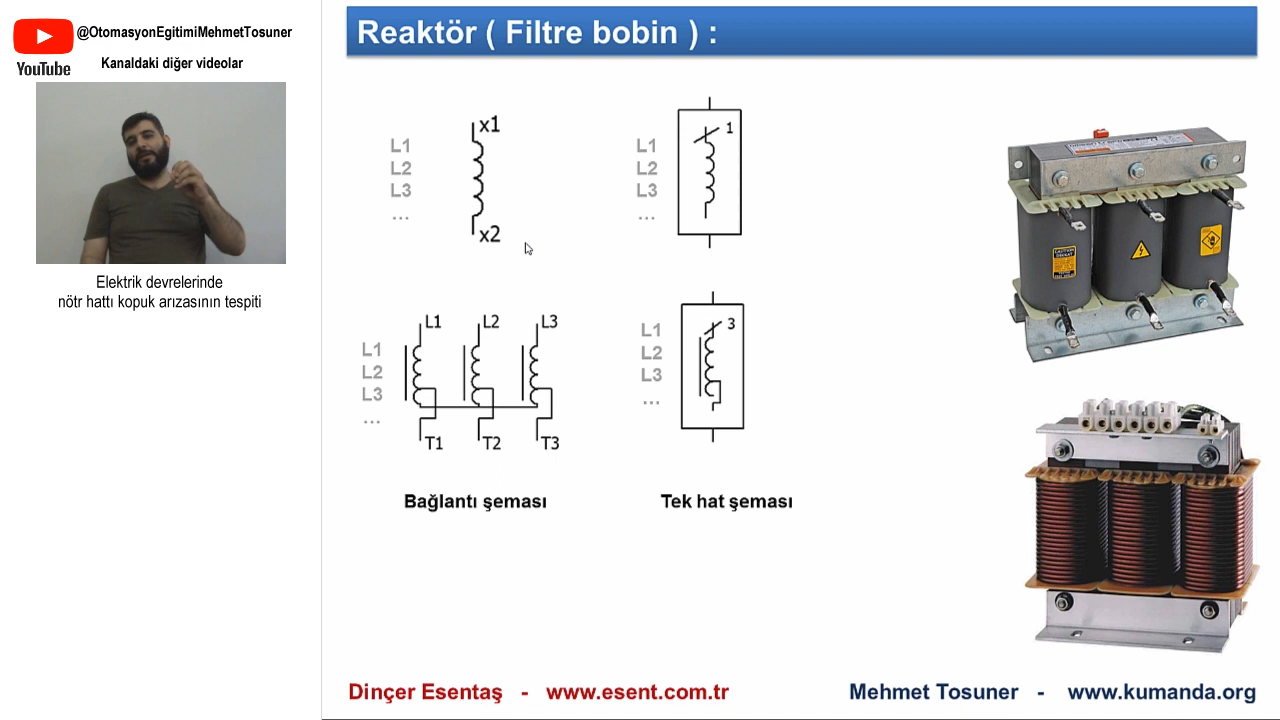 @OtomasyonEgitimiMehmetTosuner
YouTube
Kanaldaki diğer videolar
Elektrik devrelerinde
nötr hattı kopuk arızasının tespiti
Reaktör ( Filtre bobin ) :
L1
L2
L3
...
x1
x2
L1
L2
L3
...
1
L1
L2
L3
...
L1 L2 L3
T1 T2 T3
L1
L2
L3
...
3
Bağlantı şeması
Tek hat şeması
Dinçer Esentaş - www.esent.com.tr
Mehmet Tosuner - www.kumanda.org